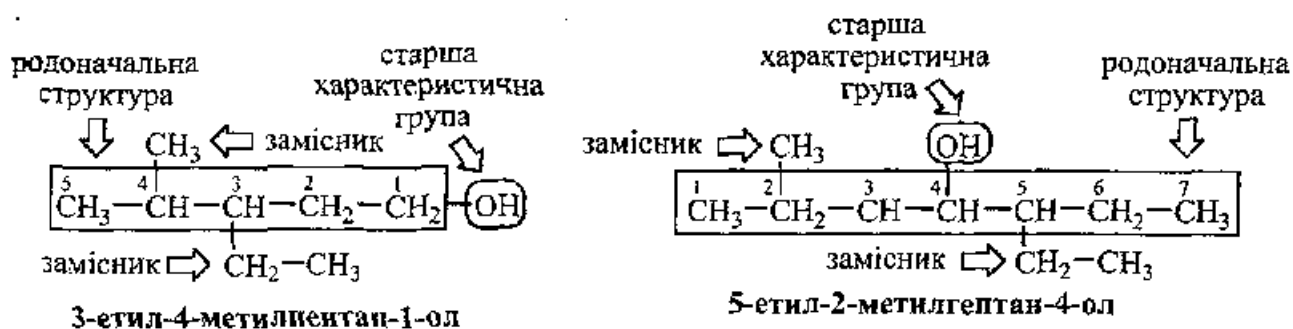 родоначальна
структура
старша
характеристична
група
CH₃
замісник
5 4 3 2 1
CH₃—CH—CH—CH₂—CH₂—OH
замісник
CH₂—CH₃
3-етил-4-метилпентан-1-ол
старша
характеристична
група
родоначальна
структура
замісник
CH₃
OH
1 2 3 4 5 6 7
CH₃—CH₂—CH—CH—CH—CH₂—CH₃
замісник
CH₂—CH₃
5-етил-2-метилгептан-4-ол